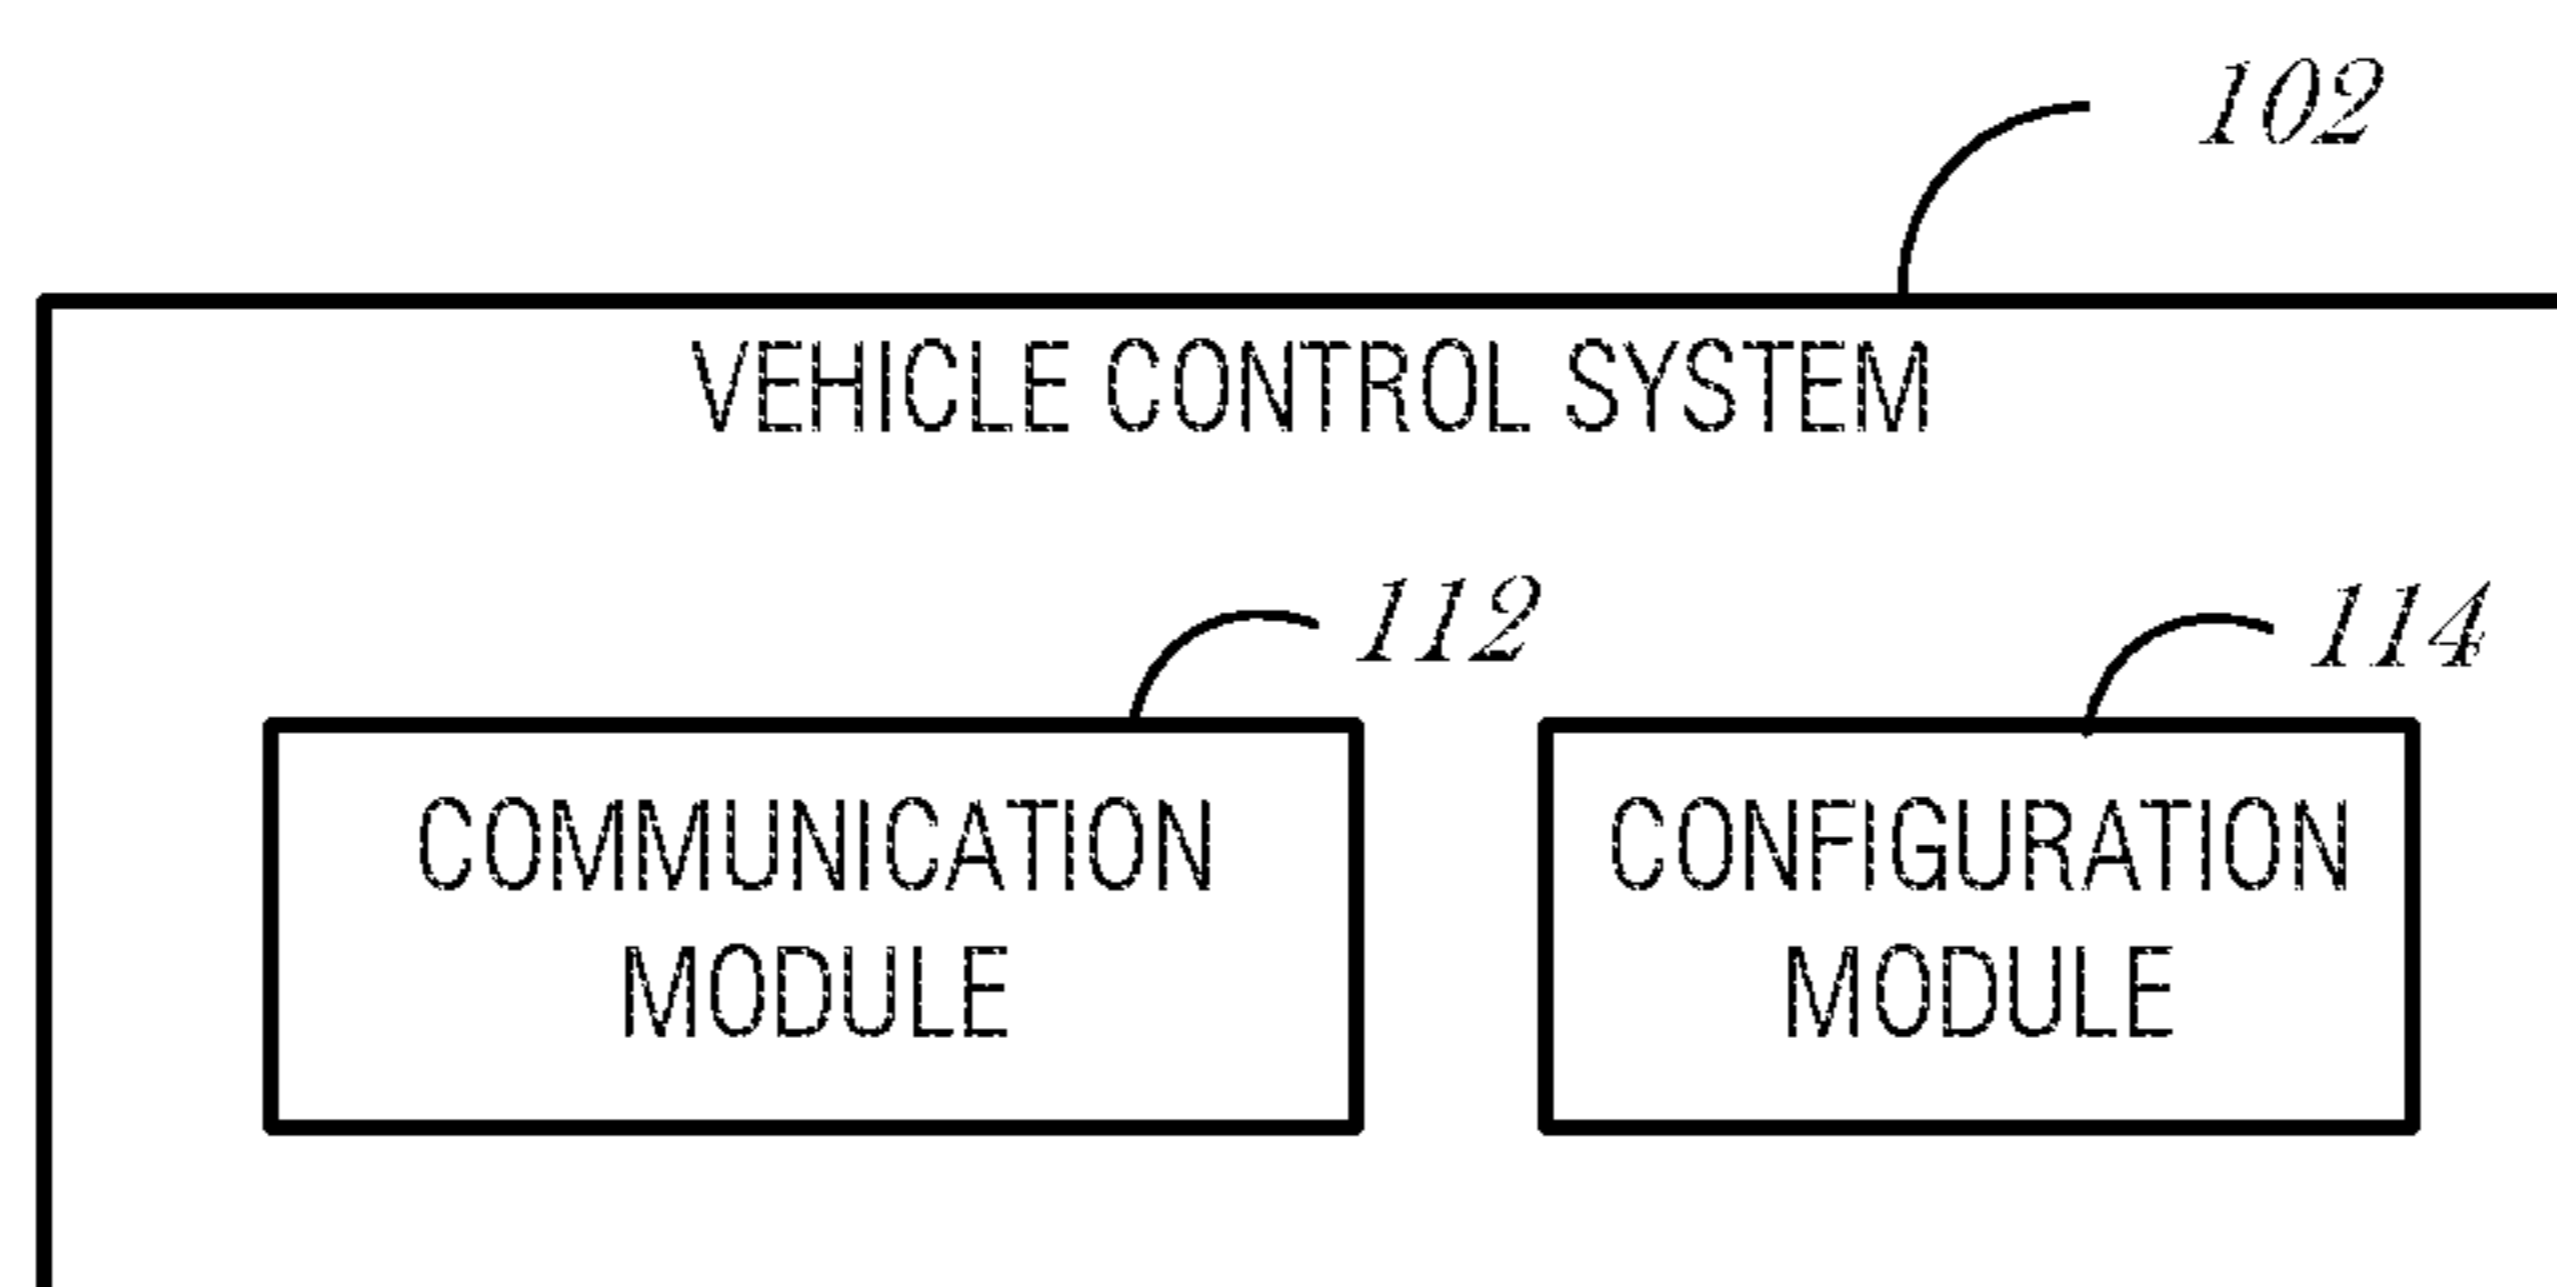 102
VEHICLE CONTROL SYSTEM
112
114
COMMUNICATION
MODULE
CONFIGURATION
MODULE